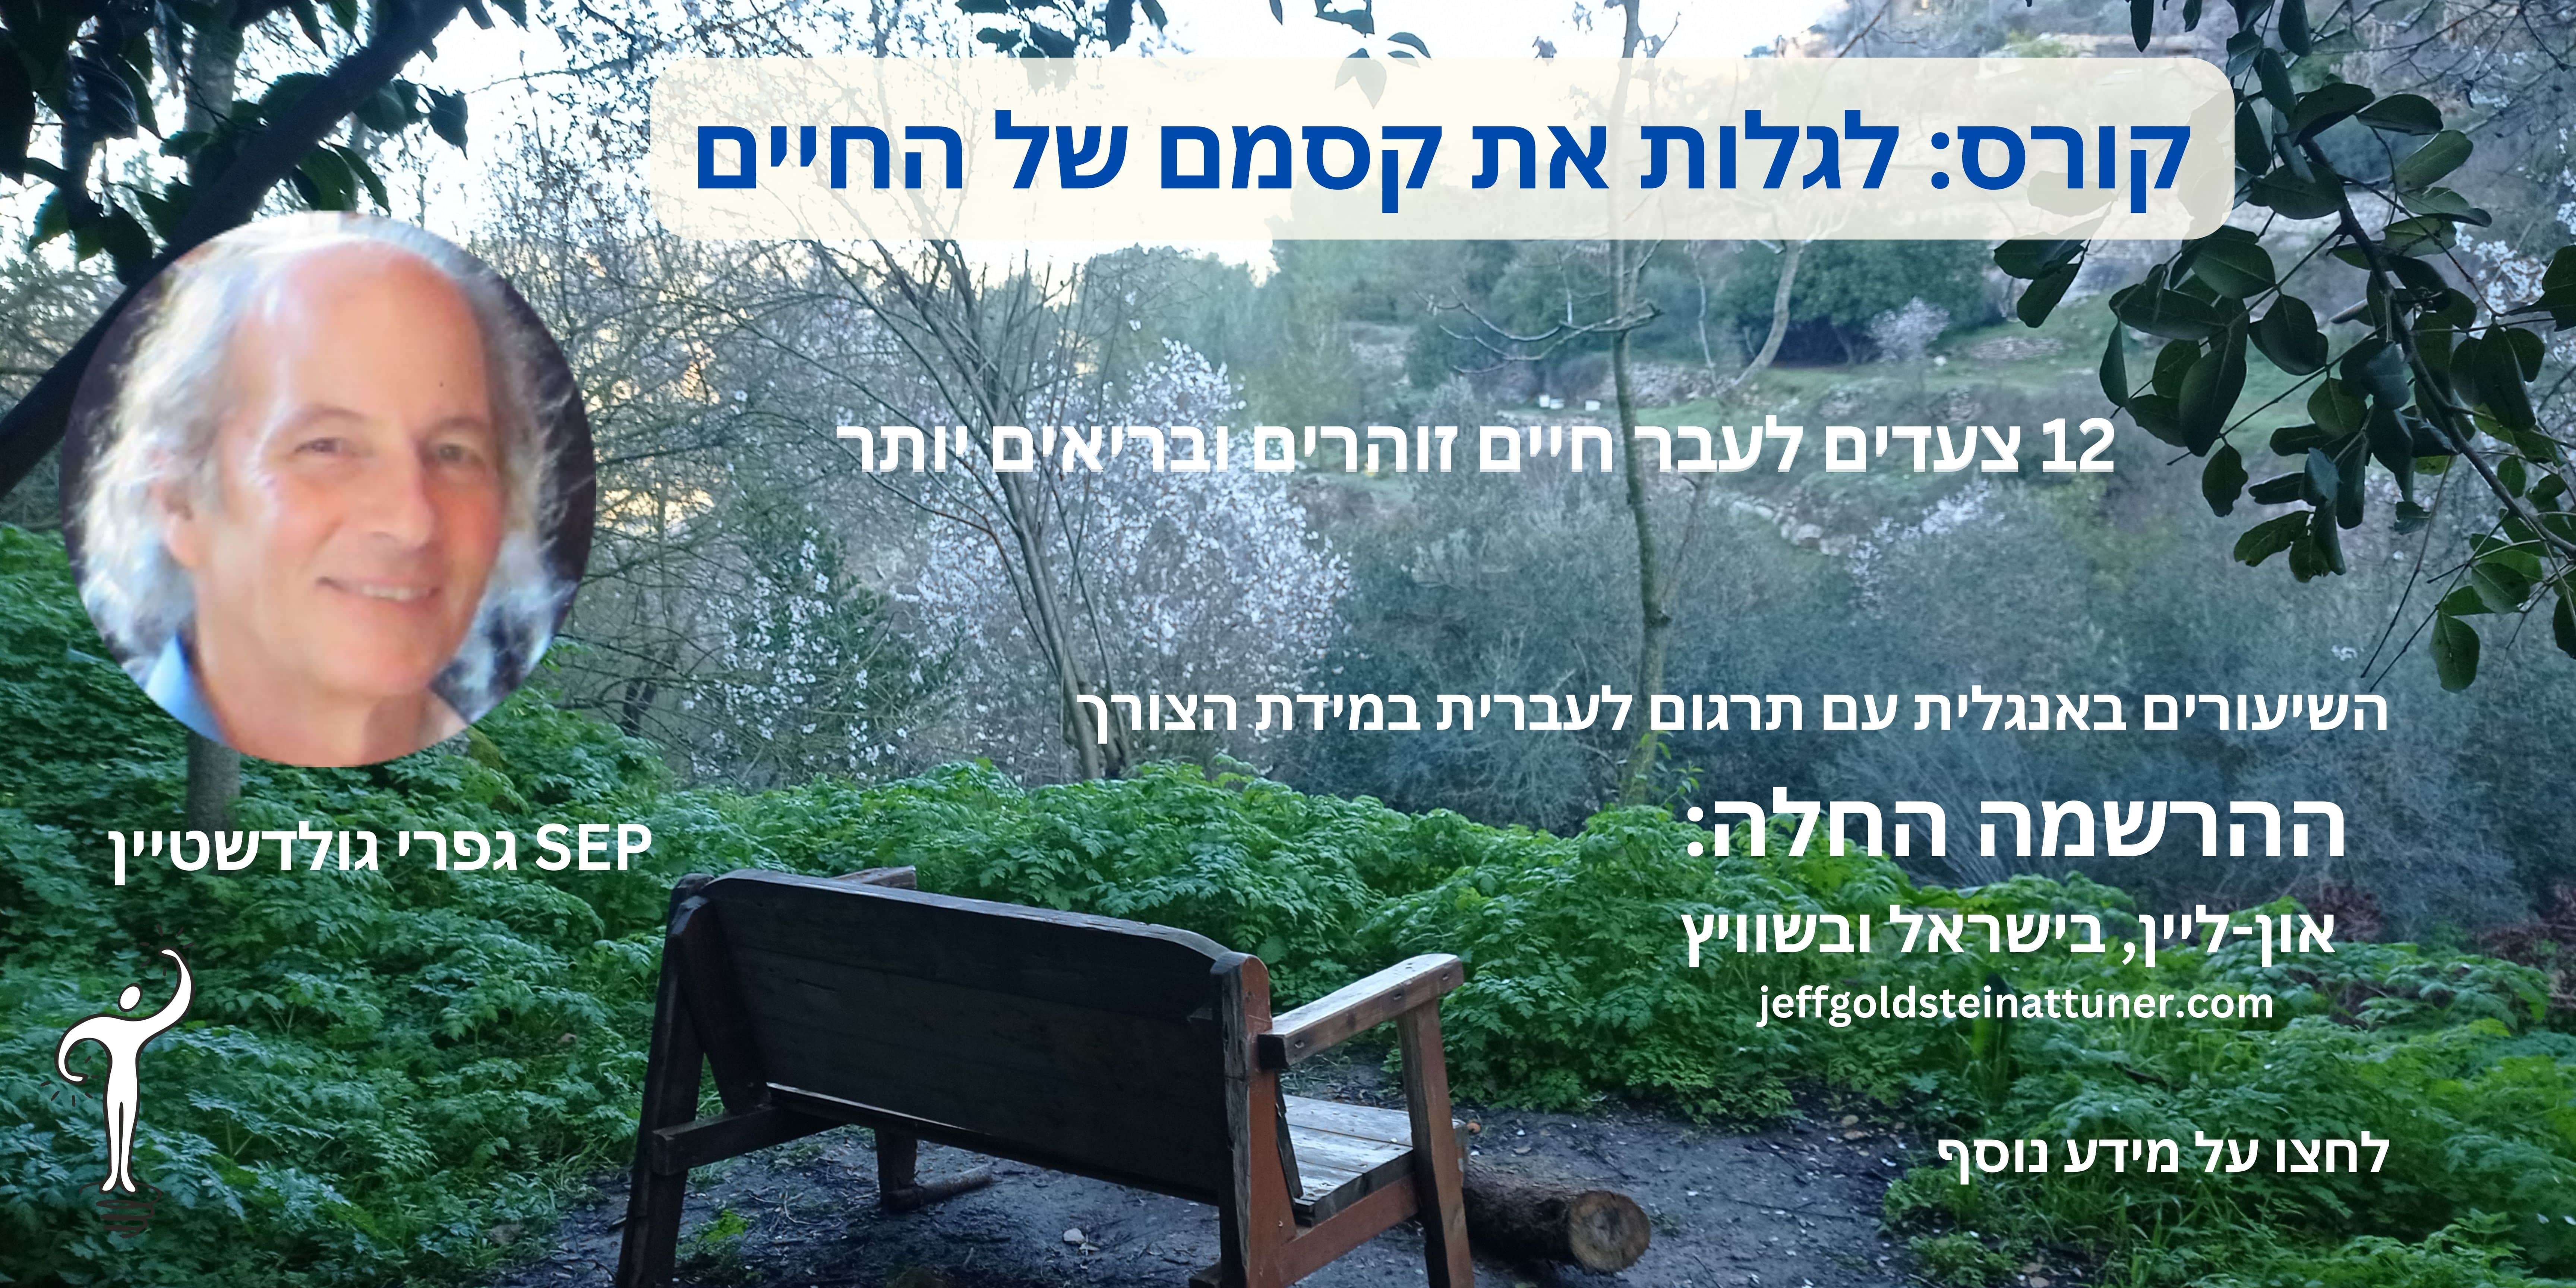 קורס: לגלות את קסמם של החיים
12 צעדים לעבר חיים זוהרים ובריאים יותר
השיעורים באנגלית עם תרגום לעברית במידת הצורך
ההרשמה החלה:
און-ליין, בישראל ובשוויץ
jeffgoldsteinattuner.com
לחצו על מידע נוסף
SEP גפרי גולדשטיין